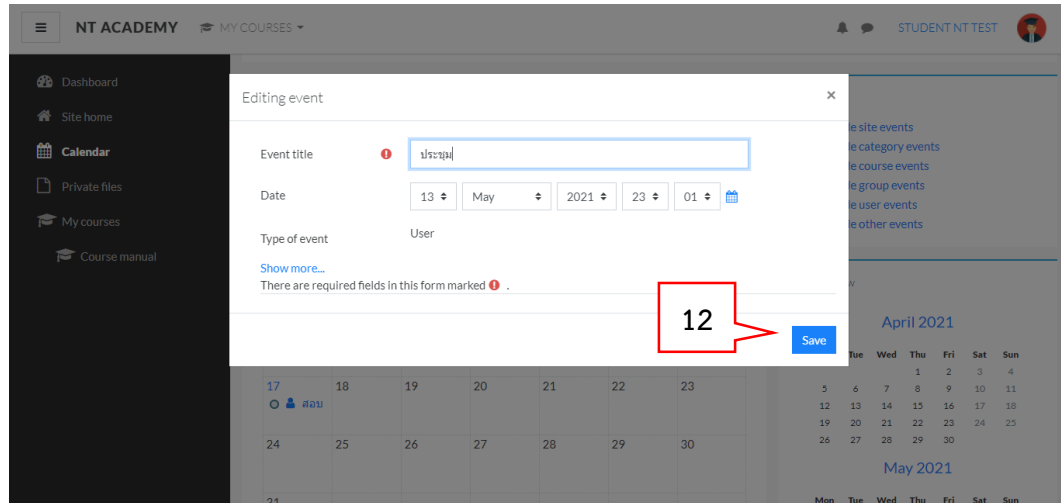 NT ACADEMY MY COURSES STUDENT NT TEST
Dashboard
Site home
Calendar
Private files
My courses
Course manual
Editing event ×
Event title ประชุม
Date 13 May 2021 23 01
Type of event User
Show more...
There are required fields in this form marked .
12
Save
le site events
le category events
le course events
le group events
le user events
le other events
April 2021
Tue Wed Thu Fri Sat Sun
1 2 3 4
5 6 7 8 9 10 11
12 13 14 15 16 17 18
19 20 21 22 23 24 25
26 27 28 29 30
May 2021
Mon Tue Wed Thu Fri Sat Sun
17 18 19 20 21 22 23
สอบ
24 25 26 27 28 29 30
31